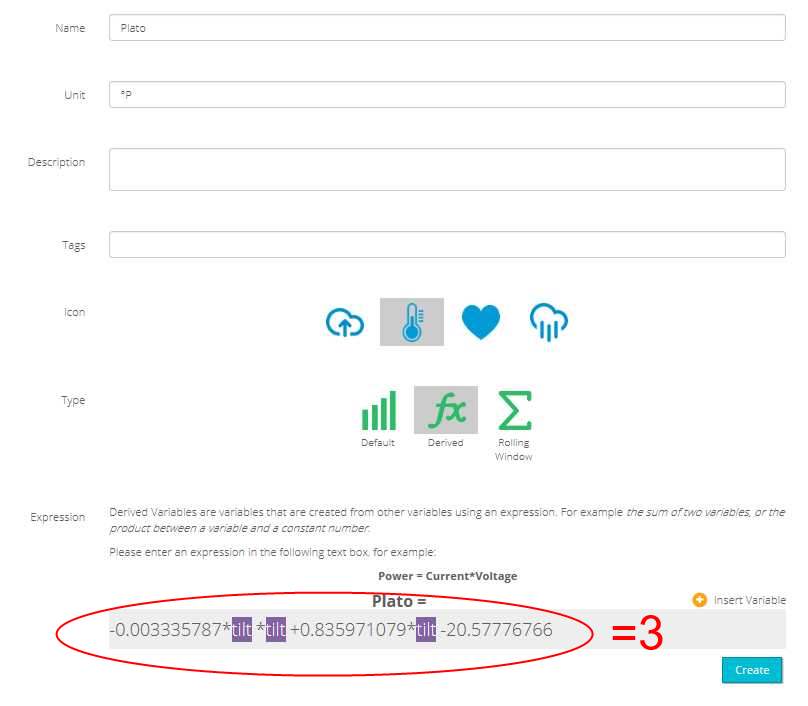 Name
Plato
Unit
°P
Description
Tags
Icon
Type
Default
Derived
Rolling
Window
Expression
Derived Variables are variables that are created from other variables using an expression. For example the sum of two variables, or the
product between a variable and a constant number.
Please enter an expression in the following text box, for example:
Power = Current*Voltage
Plato =
Insert Variable
-0.003335787*tilt *tilt +0.835971079*tilt -20.57776766
=3
Create